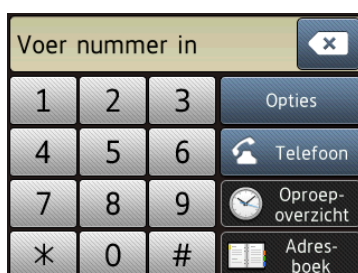 Voer nummer in
1 2 3 Opties
4 5 6 Telefoon
7 8 9 Oproep-
overzicht
* 0 # Adres-
boek